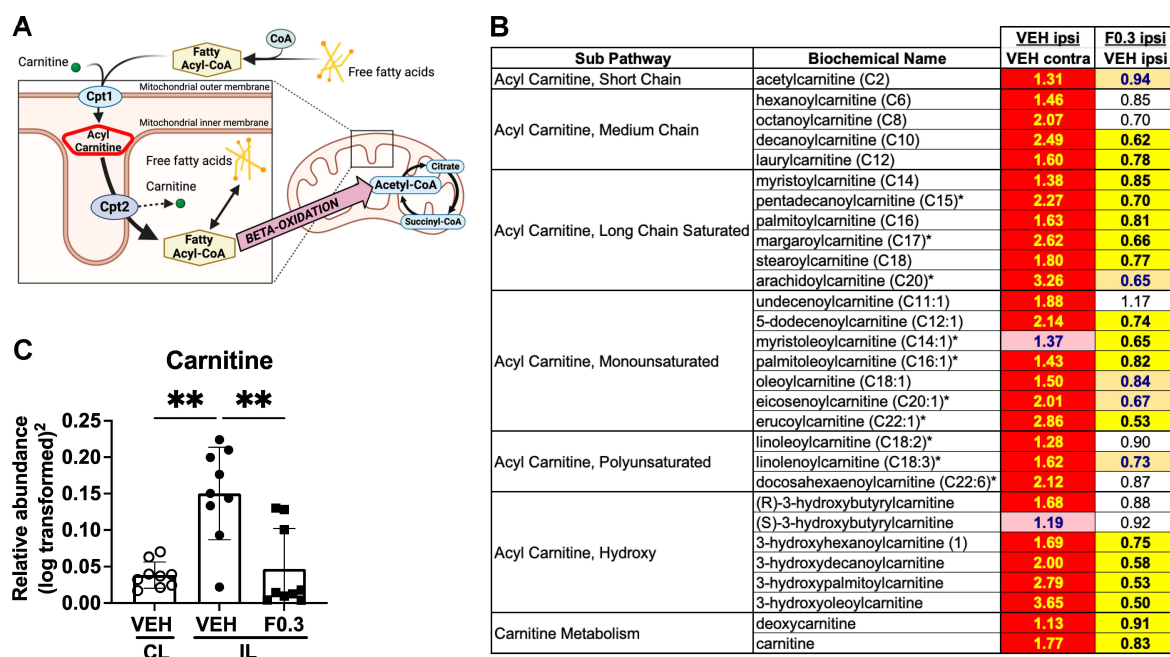 A
Carnitine
Fatty
Acyl-CoA
CoA
Free fatty acids
Cpt1
Mitochondrial outer membrane
Mitochondrial inner membrane
Acyl
Carnitine
Free fatty acids
Carnitine
Cpt2
Fatty
Acyl-CoA
BETA-OXIDATION
Acetyl-CoA
Citrate
Succinyl-CoA
B
VEH ipsi F0.3 ipsi
Sub Pathway Biochemical Name VEH contra VEH ipsi
Acyl Carnitine, Short Chain acetylcarnitine (C2) 1.31 0.94
Acyl Carnitine, Medium Chain
hexanoylcarnitine (C6) 1.46 0.85
octanoylcarnitine (C8) 2.07 0.70
decanoylcarnitine (C10) 2.49 0.62
laurylcarnitine (C12) 1.60 0.78
Acyl Carnitine, Long Chain Saturated
myristoylcarnitine (C14) 1.38 0.85
pentadecanoylcarnitine (C15)* 2.27 0.70
palmitoylcarnitine (C16) 1.63 0.81
margaroylcarnitine (C17)* 2.62 0.66
stearoylcarnitine (C18) 1.80 0.77
arachidoylcarnitine (C20)* 3.26 0.65
Acyl Carnitine, Monounsaturated
undecenoylcarnitine (C11:1) 1.88 1.17
5-dodecenoylcarnitine (C12:1) 2.14 0.74
myristoleoylcarnitine (C14:1)* 1.37 0.65
palmitoleoylcarnitine (C16:1)* 1.43 0.82
oleoylcarnitine (C18:1) 1.50 0.84
eicosenoylcarnitine (C20:1)* 2.01 0.67
erucoylcarnitine (C22:1)* 2.86 0.53
Acyl Carnitine, Polyunsaturated
linoleoylcarnitine (C18:2)* 1.28 0.90
linolenoylcarnitine (C18:3)* 1.62 0.73
docosahexaenoylcarnitine (C22:6)* 2.12 0.87
Acyl Carnitine, Hydroxy
(R)-3-hydroxybutyrylcarnitine 1.68 0.88
(S)-3-hydroxybutyrylcarnitine 1.19 0.92
3-hydroxyhexanoylcarnitine (1) 1.69 0.75
3-hydroxydecanoylcarnitine 2.00 0.58
3-hydroxypalmitoylcarnitine 2.79 0.53
3-hydroxyoleoylcarnitine 3.65 0.50
Carnitine Metabolism
deoxycarnitine 1.13 0.91
carnitine 1.77 0.83
C
Carnitine
** **
Relative abundance
(log transformed)²
0.25
0.20
0.15
0.10
0.05
0.00
VEH VEH F0.3
CL IL